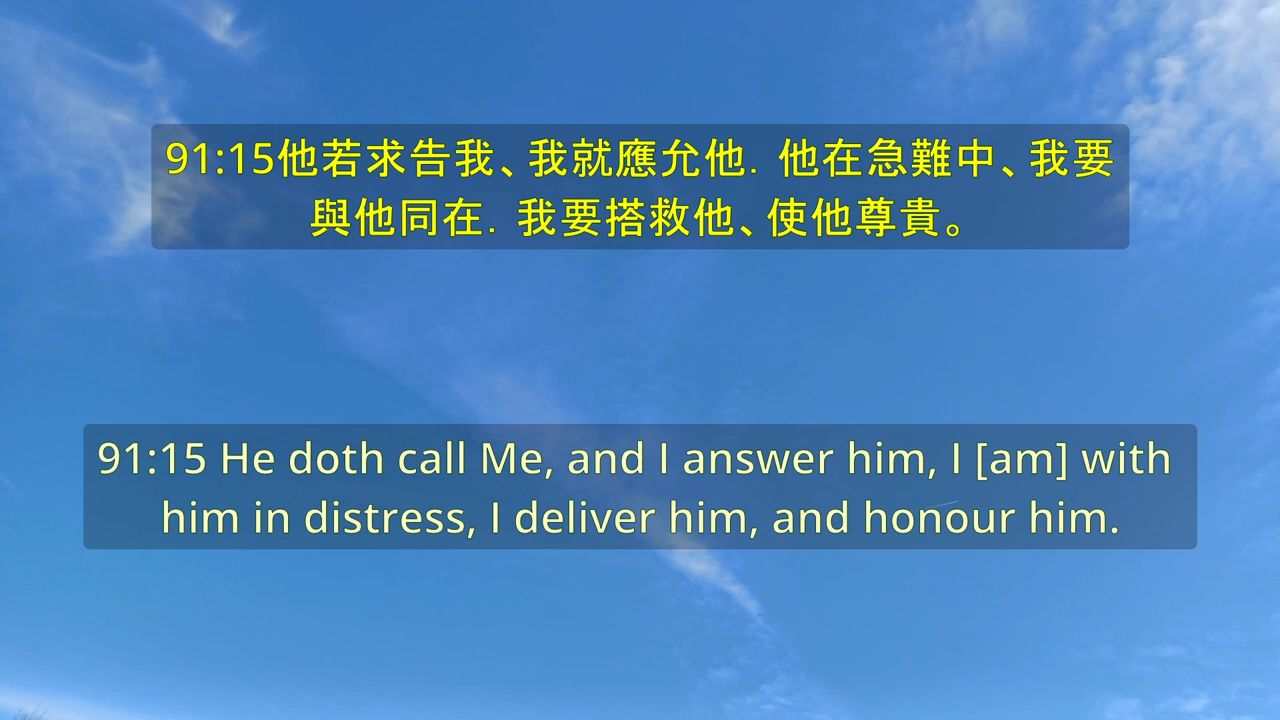 91:15他若求告我、我就應允他．他在急難中、我要
與他同在．我要搭救他、使他尊貴。
91:15 He doth call Me, and I answer him, I [am] with
him in distress, I deliver him, and honour him.